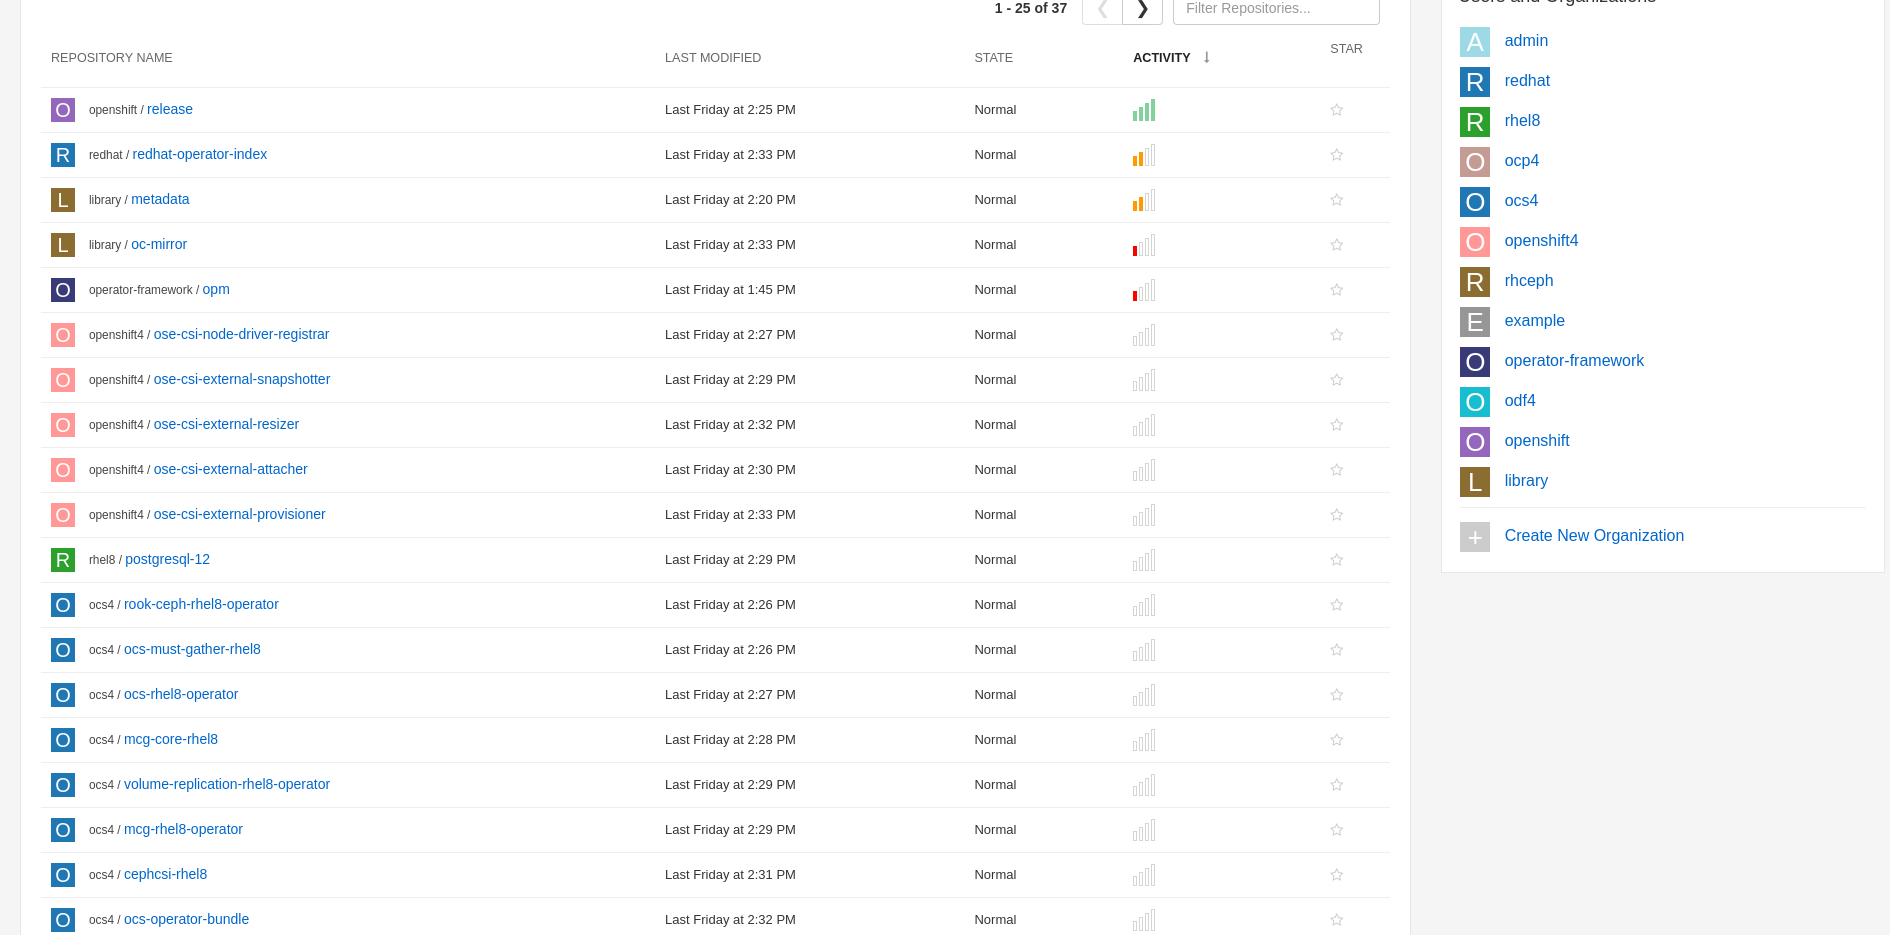 1 - 25 of 37
Filter Repositories...
REPOSITORY NAME LAST MODIFIED STATE ACTIVITY STAR
O openshift / release Last Friday at 2:25 PM Normal
R redhat / redhat-operator-index Last Friday at 2:33 PM Normal
L library / metadata Last Friday at 2:20 PM Normal
L library / oc-mirror Last Friday at 2:33 PM Normal
O operator-framework / opm Last Friday at 1:45 PM Normal
O openshift4 / ose-csi-node-driver-registrar Last Friday at 2:27 PM Normal
O openshift4 / ose-csi-external-snapshotter Last Friday at 2:29 PM Normal
O openshift4 / ose-csi-external-resizer Last Friday at 2:32 PM Normal
O openshift4 / ose-csi-external-attacher Last Friday at 2:30 PM Normal
O openshift4 / ose-csi-external-provisioner Last Friday at 2:33 PM Normal
R rhel8 / postgresql-12 Last Friday at 2:29 PM Normal
O ocs4 / rook-ceph-rhel8-operator Last Friday at 2:26 PM Normal
O ocs4 / ocs-must-gather-rhel8 Last Friday at 2:26 PM Normal
O ocs4 / ocs-rhel8-operator Last Friday at 2:27 PM Normal
O ocs4 / mcg-core-rhel8 Last Friday at 2:28 PM Normal
O ocs4 / volume-replication-rhel8-operator Last Friday at 2:29 PM Normal
O ocs4 / mcg-rhel8-operator Last Friday at 2:29 PM Normal
O ocs4 / cephcsi-rhel8 Last Friday at 2:31 PM Normal
O ocs4 / ocs-operator-bundle Last Friday at 2:32 PM Normal
Users and Organizations
A admin
R redhat
R rhel8
O ocp4
O ocs4
O openshift4
R rhceph
E example
O operator-framework
O odf4
O openshift
L library
+ Create New Organization